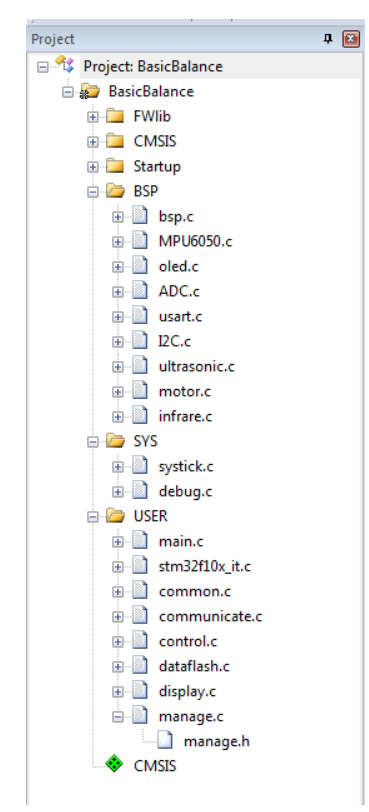 Project
Project: BasicBalance
BasicBalance
FWlib
CMSIS
Startup
BSP
bsp.c
MPU6050.c
oled.c
ADC.c
usart.c
I2C.c
ultrasonic.c
motor.c
infrare.c
SYS
systick.c
debug.c
USER
main.c
stm32f10x_it.c
common.c
communicate.c
control.c
dataflash.c
display.c
manage.c
manage.h
CMSIS